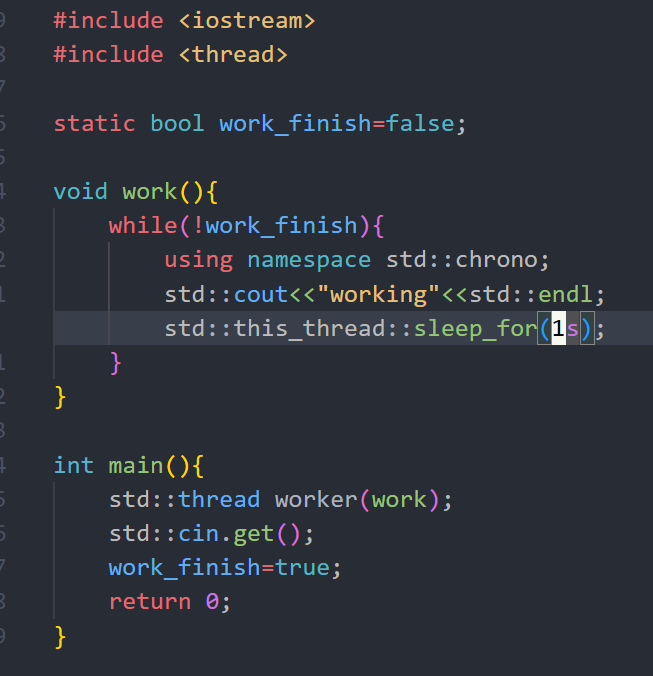 #include <iostream>
#include <thread>
static bool work_finish=false;
void work(){
while(!work_finish){
using namespace std::chrono;
std::cout<<"working"<<std::endl;
std::this_thread::sleep_for(1s);
}
}
int main(){
std::thread worker(work);
std::cin.get();
work_finish=true;
return 0;
}